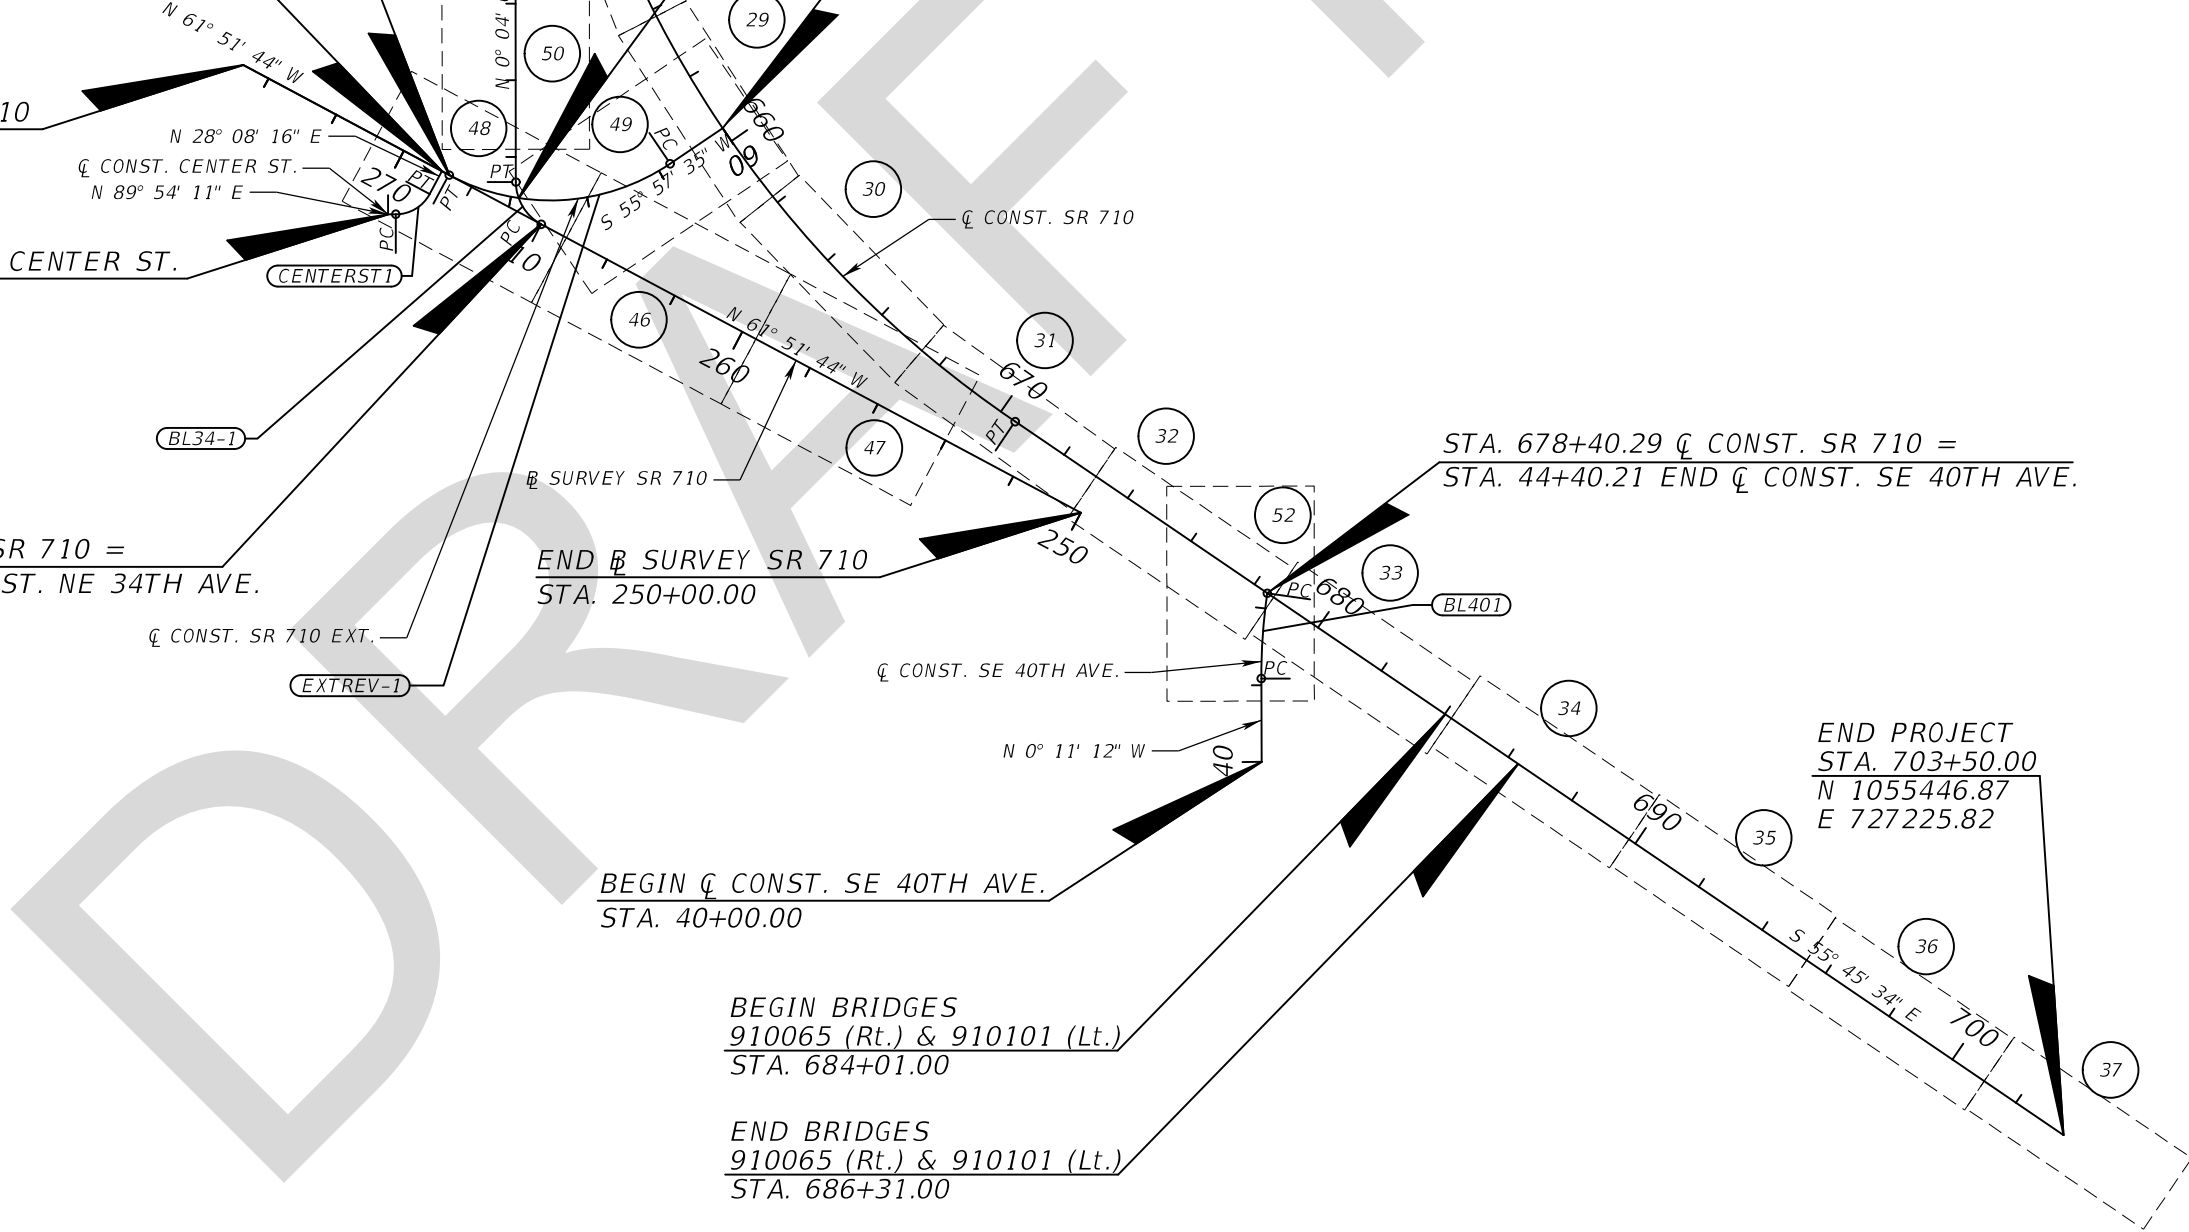 N 61° 51' 44" W
N 0° 04'
50
29
10
48
49
N 28° 08' 16" E
℄ CONST. CENTER ST.
N 89° 54' 11" E
270
PT
PT
PT
PC
PC
PC
660
60
S 55° 57' 35" W
30
℄ CONST. SR 710
CENTER ST.
CENTERST1
10
46
N 61° 51' 44" W
260
31
670
PT
47
32
BL34-1
B SURVEY SR 710
STA. 678+40.29 ℄ CONST. SR 710 =
STA. 44+40.21 END ℄ CONST. SE 40TH AVE.
52
SR 710 =
ST. NE 34TH AVE.
END B SURVEY SR 710
STA. 250+00.00
250
33
PC
680
BL401
℄ CONST. SR 710 EXT.
EXTREV-1
℄ CONST. SE 40TH AVE.
PC
34
N 0° 11' 12" W
40
END PROJECT
STA. 703+50.00
N 1055446.87
E 727225.82
690
35
BEGIN ℄ CONST. SE 40TH AVE.
STA. 40+00.00
36
S 55° 45' 34" E
700
37
BEGIN BRIDGES
910065 (Rt.) & 910101 (Lt.)
STA. 684+01.00
END BRIDGES
910065 (Rt.) & 910101 (Lt.)
STA. 686+31.00
DRAFT